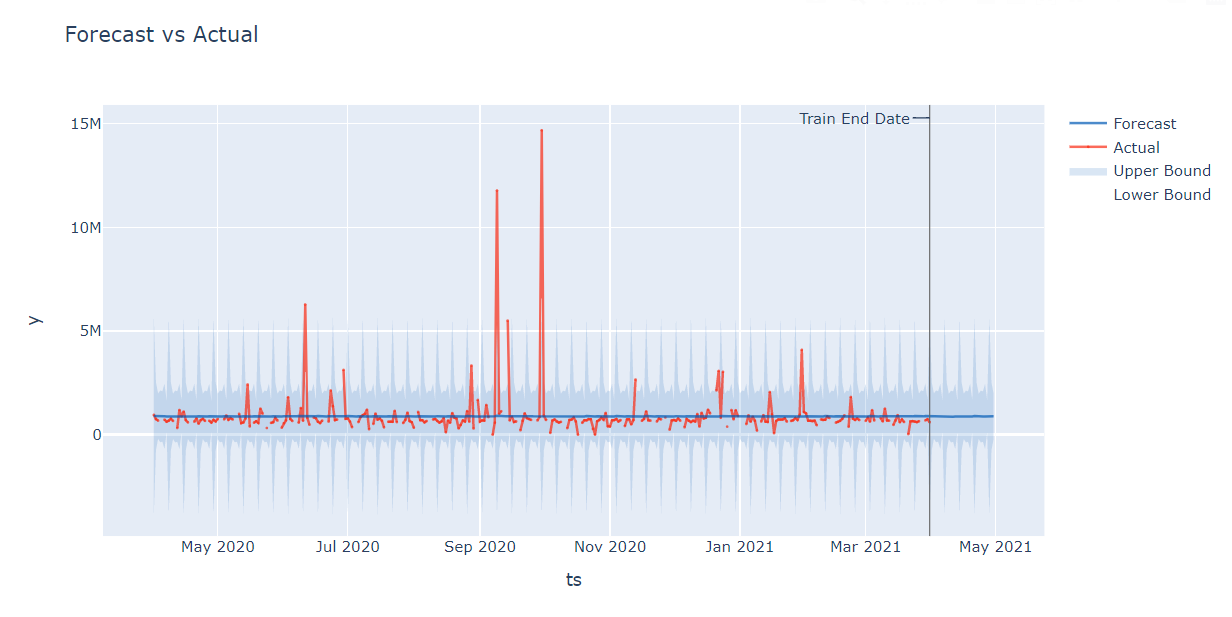 Forecast vs Actual
15M
10M
5M
0
y
Train End Date
May 2020
Jul 2020
Sep 2020
Nov 2020
Jan 2021
Mar 2021
May 2021
ts
Forecast
Actual
Upper Bound
Lower Bound